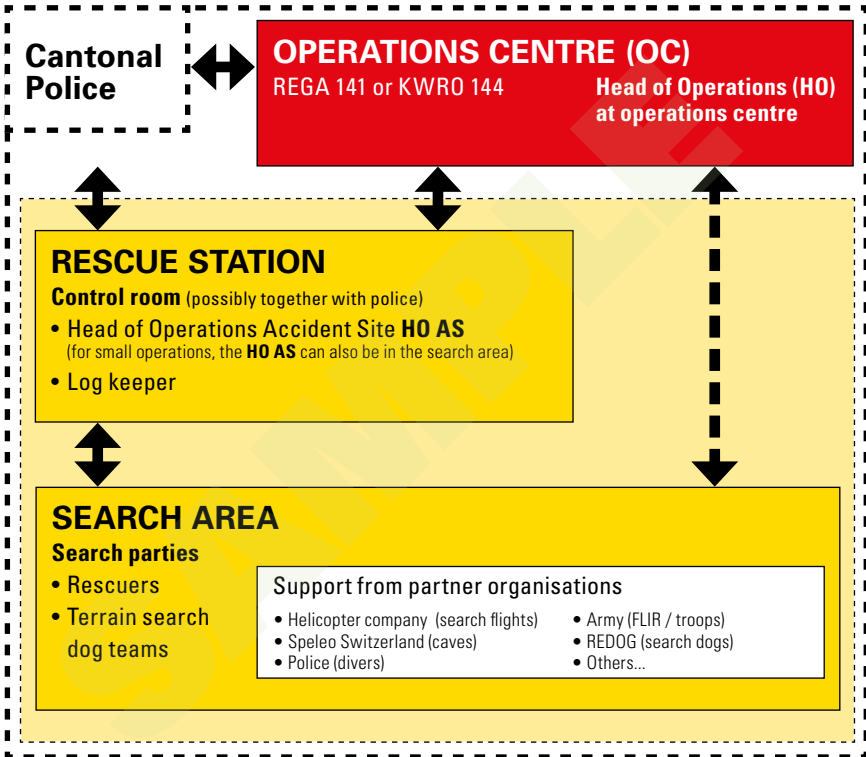 Cantonal
Police
OPERATIONS CENTRE (OC)
REGA 141 or KWRO 144
Head of Operations (HO)
at operations centre
RESCUE STATION
Control room (possibly together with police)
• Head of Operations Accident Site HO AS
(for small operations, the HO AS can also be in the search area)
• Log keeper
SEARCH AREA
Search parties
• Rescuers
• Terrain search
dog teams
Support from partner organisations
• Helicopter company (search flights)
• Speleo Switzerland (caves)
• Police (divers)
• Army (FLIR / troops)
• REDOG (search dogs)
• Others...
SAMPLE